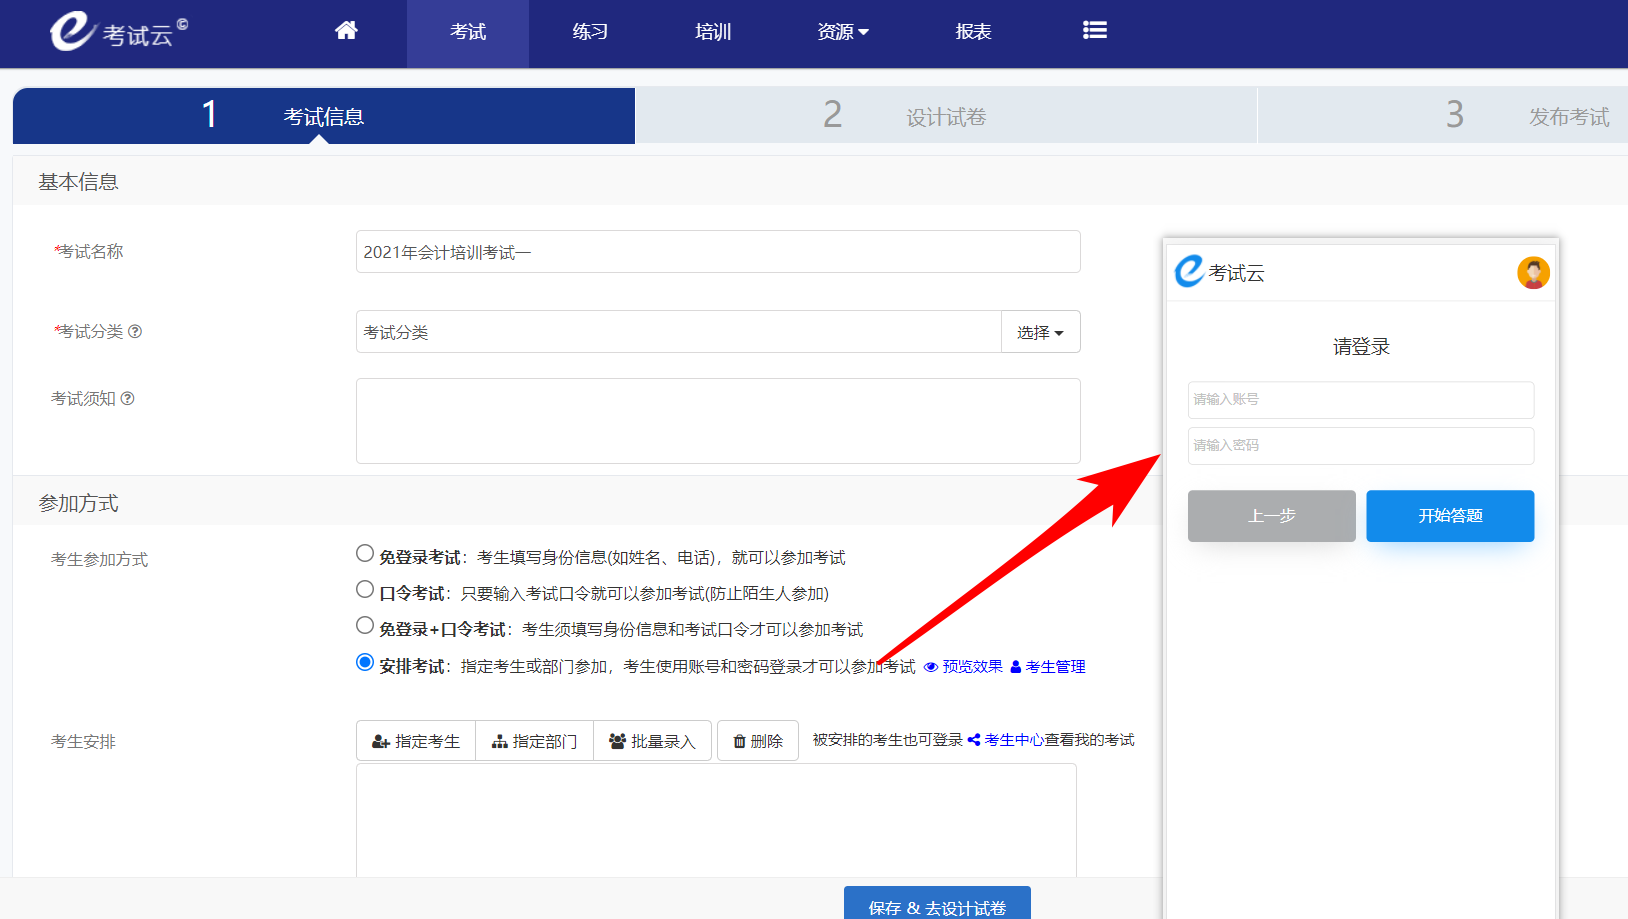 考试云©
考试
练习
培训
资源
报表
1 考试信息
2 设计试卷
3 发布考试
基本信息
*考试名称
2021年会计培训考试一
*考试分类
考试分类
选择
考试须知
参加方式
考生参加方式
免登录考试：考生填写身份信息(如姓名、电话)，就可以参加考试
口令考试：只要输入考试口令就可以参加考试(防止陌生人参加)
免登录+口令考试：考生须填写身份信息和考试口令才可以参加考试
安排考试：指定考生或部门参加，考生使用账号和密码登录才可以参加考试 预览效果 考生管理
考生安排
指定考生
指定部门
批量录入
删除
被安排的考生也可登录 考生中心查看我的考试
保存 & 去设计试卷
考试云
请登录
请输入账号
请输入密码
上一步
开始答题